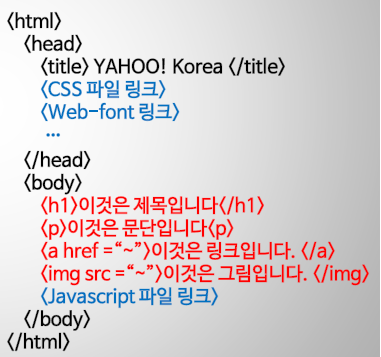 <html>
<head>
<title> YAHOO! Korea </title>
<CSS 파일 링크>
<Web-font 링크>
...
</head>
<body>
<h1>이것은 제목입니다</h1>
<p>이것은 문단입니다<p>
<a href =“~”>이것은 링크입니다. </a>
<img src =“~”>이것은 그림입니다. </img>
<Javascript 파일 링크>
</body>
</html>